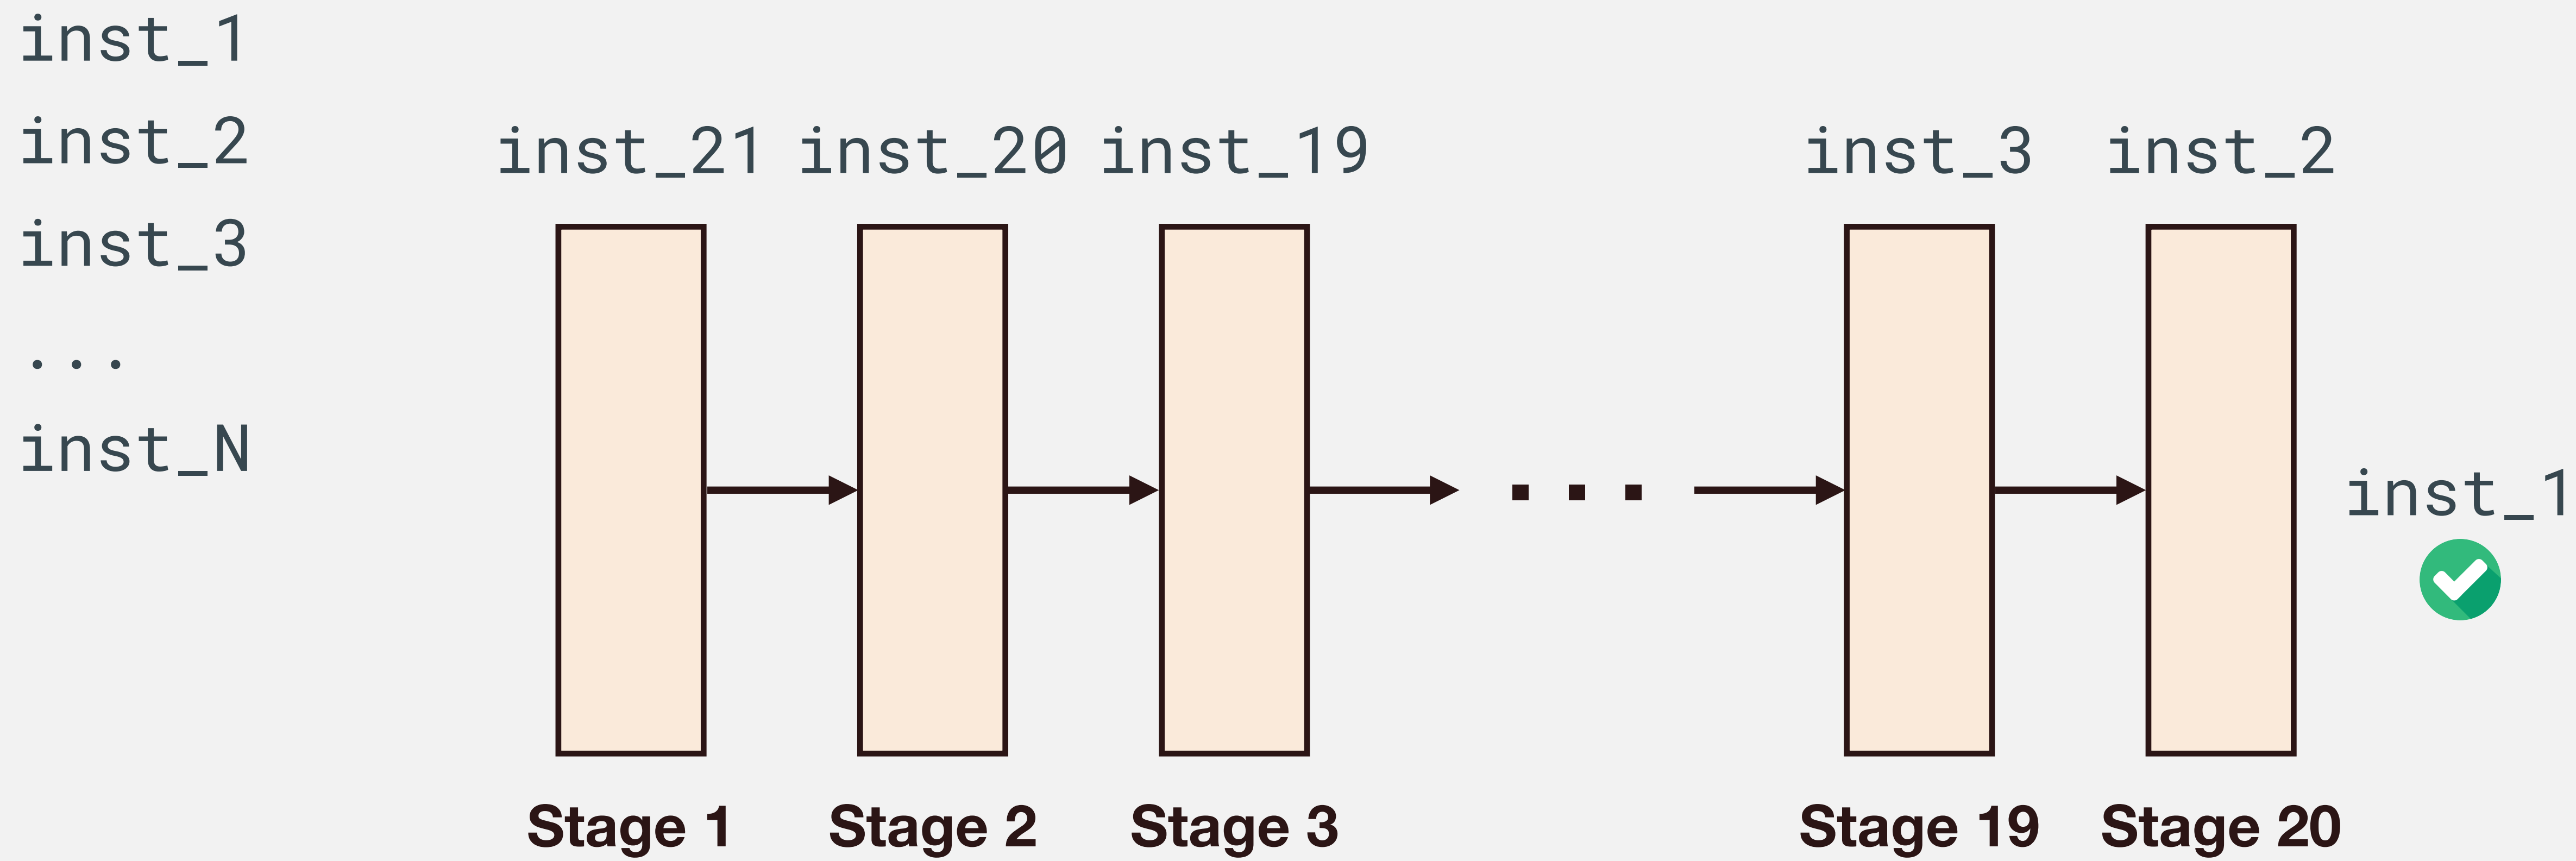 inst_1
inst_2
inst_3
...
inst_N
inst_21 inst_20 inst_19 inst_3 inst_2
...
inst_1
Stage 1 Stage 2 Stage 3 Stage 19 Stage 20